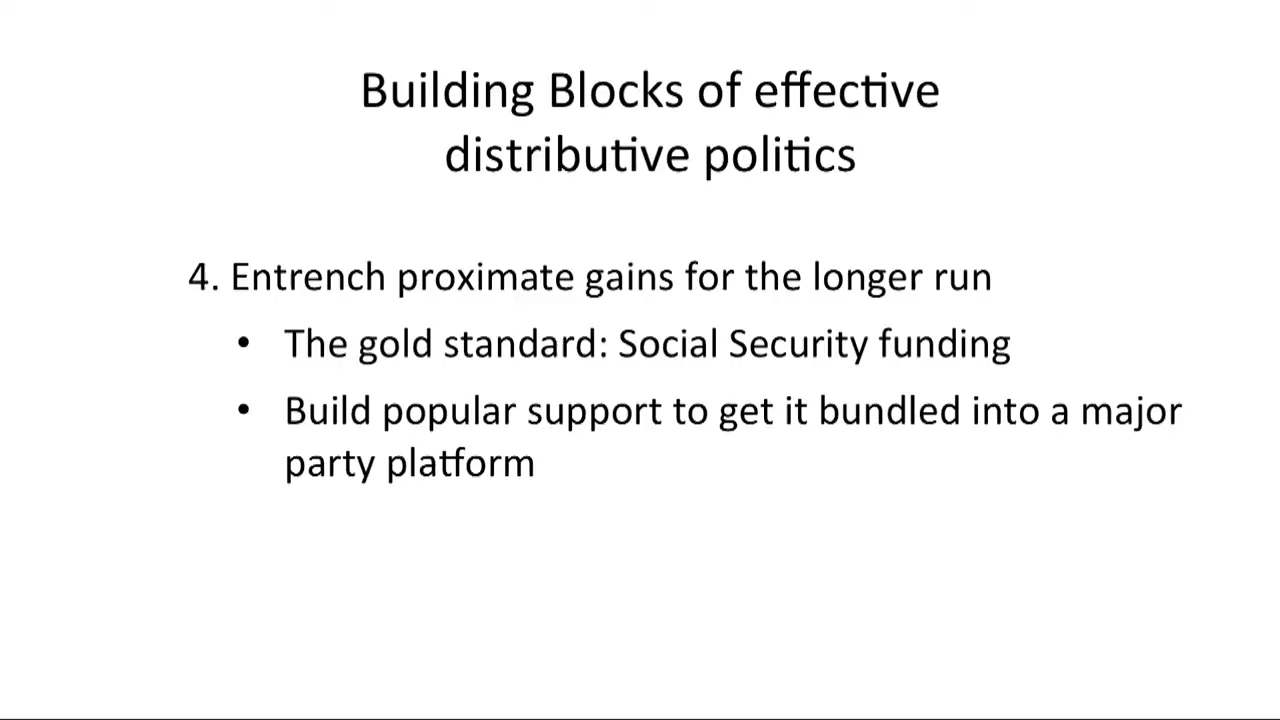 Building Blocks of effective
distributive politics
4. Entrench proximate gains for the longer run
• The gold standard: Social Security funding
• Build popular support to get it bundled into a major
party platform